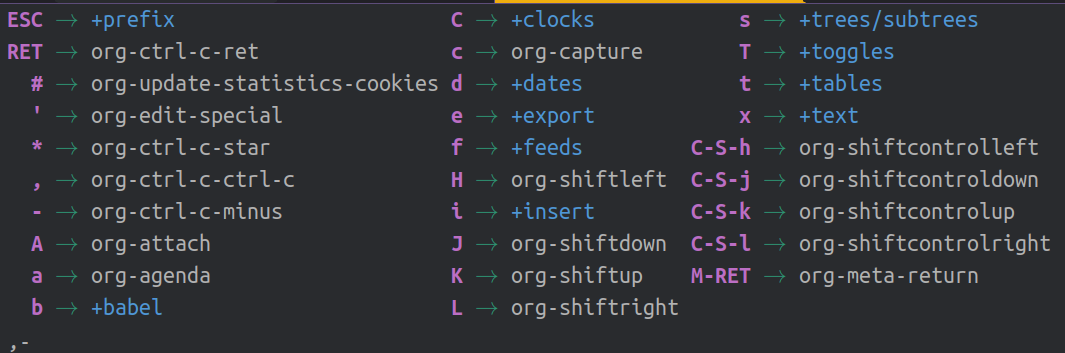 ESC → +prefix C → +clocks s → +trees/subtrees
RET → org-ctrl-c-ret c → org-capture T → +toggles
# → org-update-statistics-cookies d → +dates t → +tables
' → org-edit-special e → +export x → +text
* → org-ctrl-c-star f → +feeds C-S-h → org-shiftcontrolleft
, → org-ctrl-c-ctrl-c H → org-shiftleft C-S-j → org-shiftcontroldown
- → org-ctrl-c-minus i → +insert C-S-k → org-shiftcontrolup
A → org-attach J → org-shiftdown C-S-l → org-shiftcontrolright
a → org-agenda K → org-shiftup M-RET → org-meta-return
b → +babel L → org-shiftright
,-